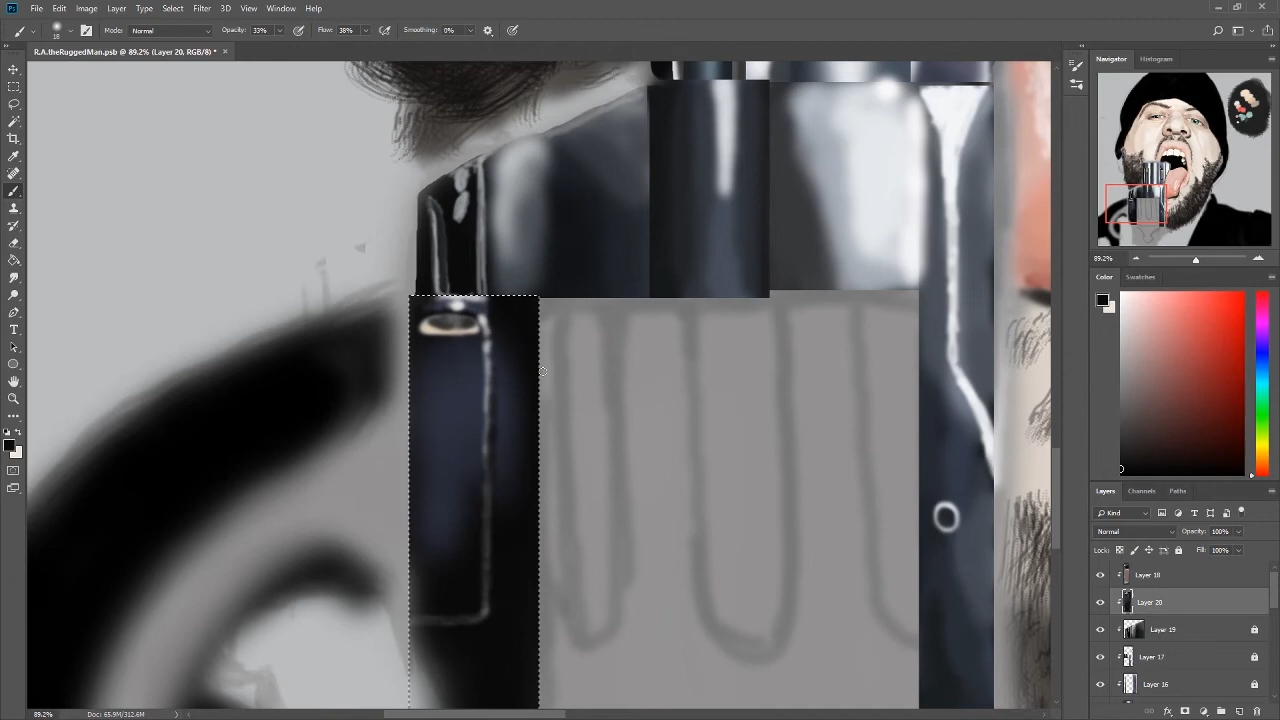 Ps File Edit Image Layer Type Select Filter 3D View Window Help
18 Mode: Normal Opacity: 33% Flow: 38% Smoothing: 0%
R.A.theRuggedMan.psb @ 89.2% (Layer 20, RGB/8) * ×
Navigator Histogram
89.2%
Color Swatches
Layers Channels Paths
Kind
Normal Opacity: 100%
Lock: Fill: 100%
Layer 18
Layer 20
Layer 19
Layer 17
Layer 16
89.2% Doc: 65.9M/312.6M
fx